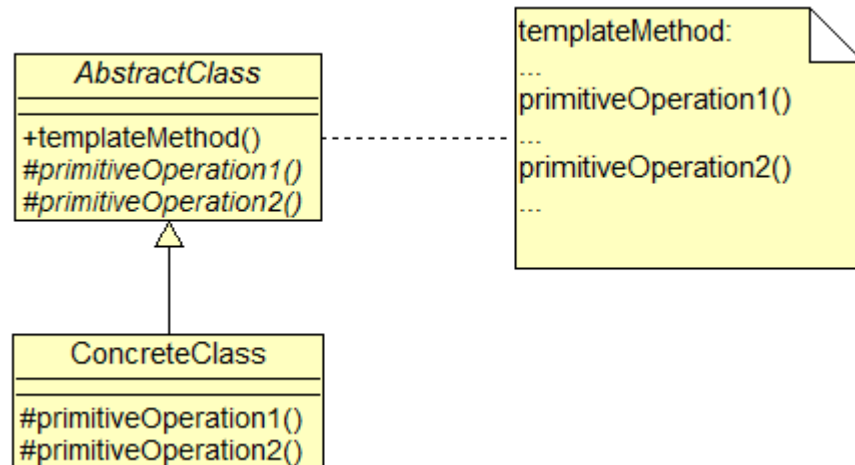 AbstractClass
+templateMethod()
#primitiveOperation1()
#primitiveOperation2()
templateMethod:
...
primitiveOperation1()
...
primitiveOperation2()
...
ConcreteClass
#primitiveOperation1()
#primitiveOperation2()